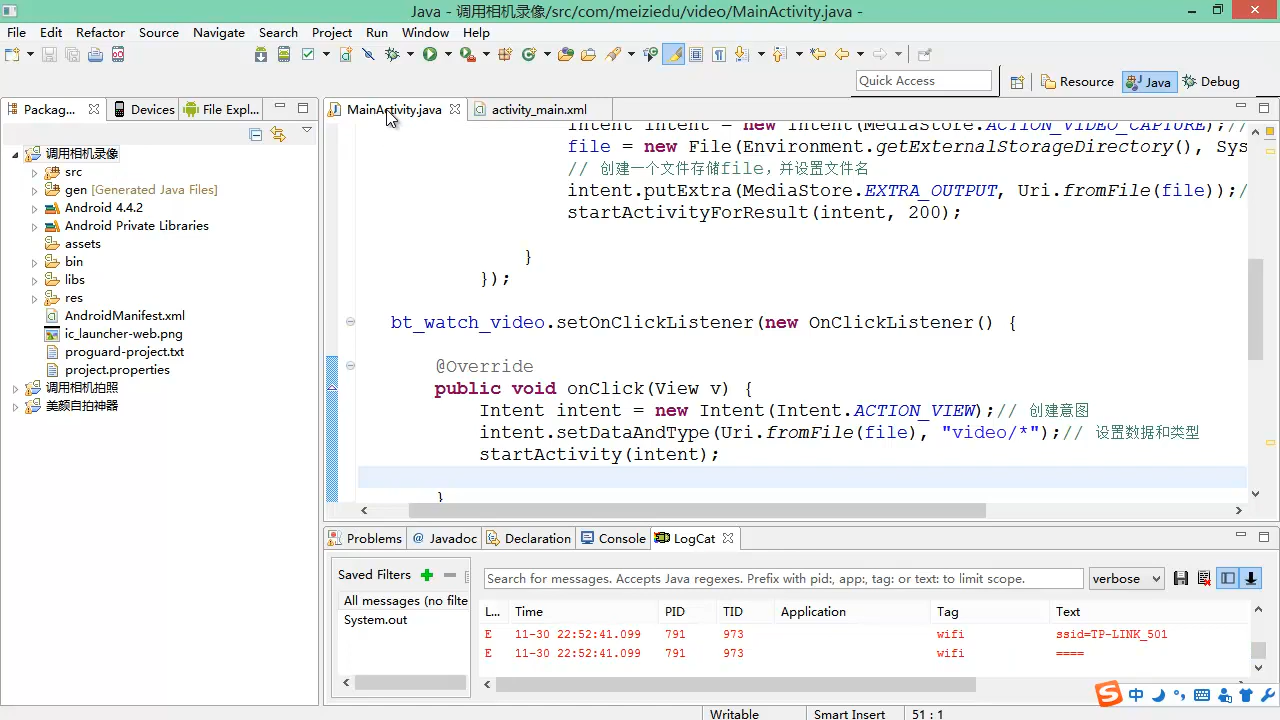 Java - 调用相机录像/src/com/meiziedu/video/MainActivity.java -
File Edit Refactor Source Navigate Search Project Run Window Help
Quick Access
Resource
Java
Debug
Packag...
Devices
File Expl...
MainActivity.java
activity_main.xml
调用相机录像
src
gen [Generated Java Files]
Android 4.4.2
Android Private Libraries
assets
bin
libs
res
AndroidManifest.xml
ic_launcher-web.png
proguard-project.txt
project.properties
调用相机拍照
美颜自拍神器
Intent intent = new Intent(MediaStore.ACTION_VIDEO_CAPTURE);//
file = new File(Environment.getExternalStorageDirectory(), Sys
// 创建一个文件存储file，并设置文件名
intent.putExtra(MediaStore.EXTRA_OUTPUT, Uri.fromFile(file));/
startActivityForResult(intent, 200);
}
});
bt_watch_video.setOnClickListener(new OnClickListener() {
@Override
public void onClick(View v) {
Intent intent = new Intent(Intent.ACTION_VIEW);// 创建意图
intent.setDataAndType(Uri.fromFile(file), "video/*");// 设置数据和类型
startActivity(intent);
}
Problems
@ Javadoc
Declaration
Console
LogCat
Saved Filters
All messages (no filte
System.out
Search for messages. Accepts Java regexes. Prefix with pid:, app:, tag: or text: to limit scope.
verbose
L... Time PID TID Application Tag Text
E 11-30 22:52:41.099 791 973 wifi ssid=TP-LINK_501
E 11-30 22:52:41.099 791 973 wifi ====
中
Writable
Smart Insert
51 : 1